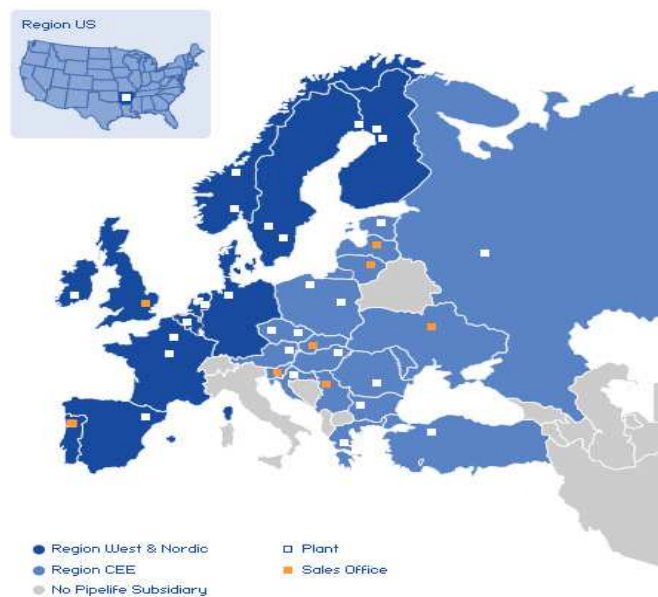 Region US
Region West & Nordic
Plant
Region CEE
Sales Office
No Pipelife Subsidiary